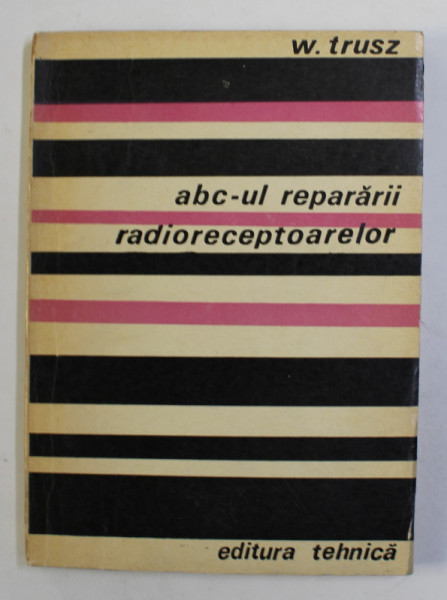 w. trusz
abc-ul reparării
radioreceptoarelor
editura tehnică